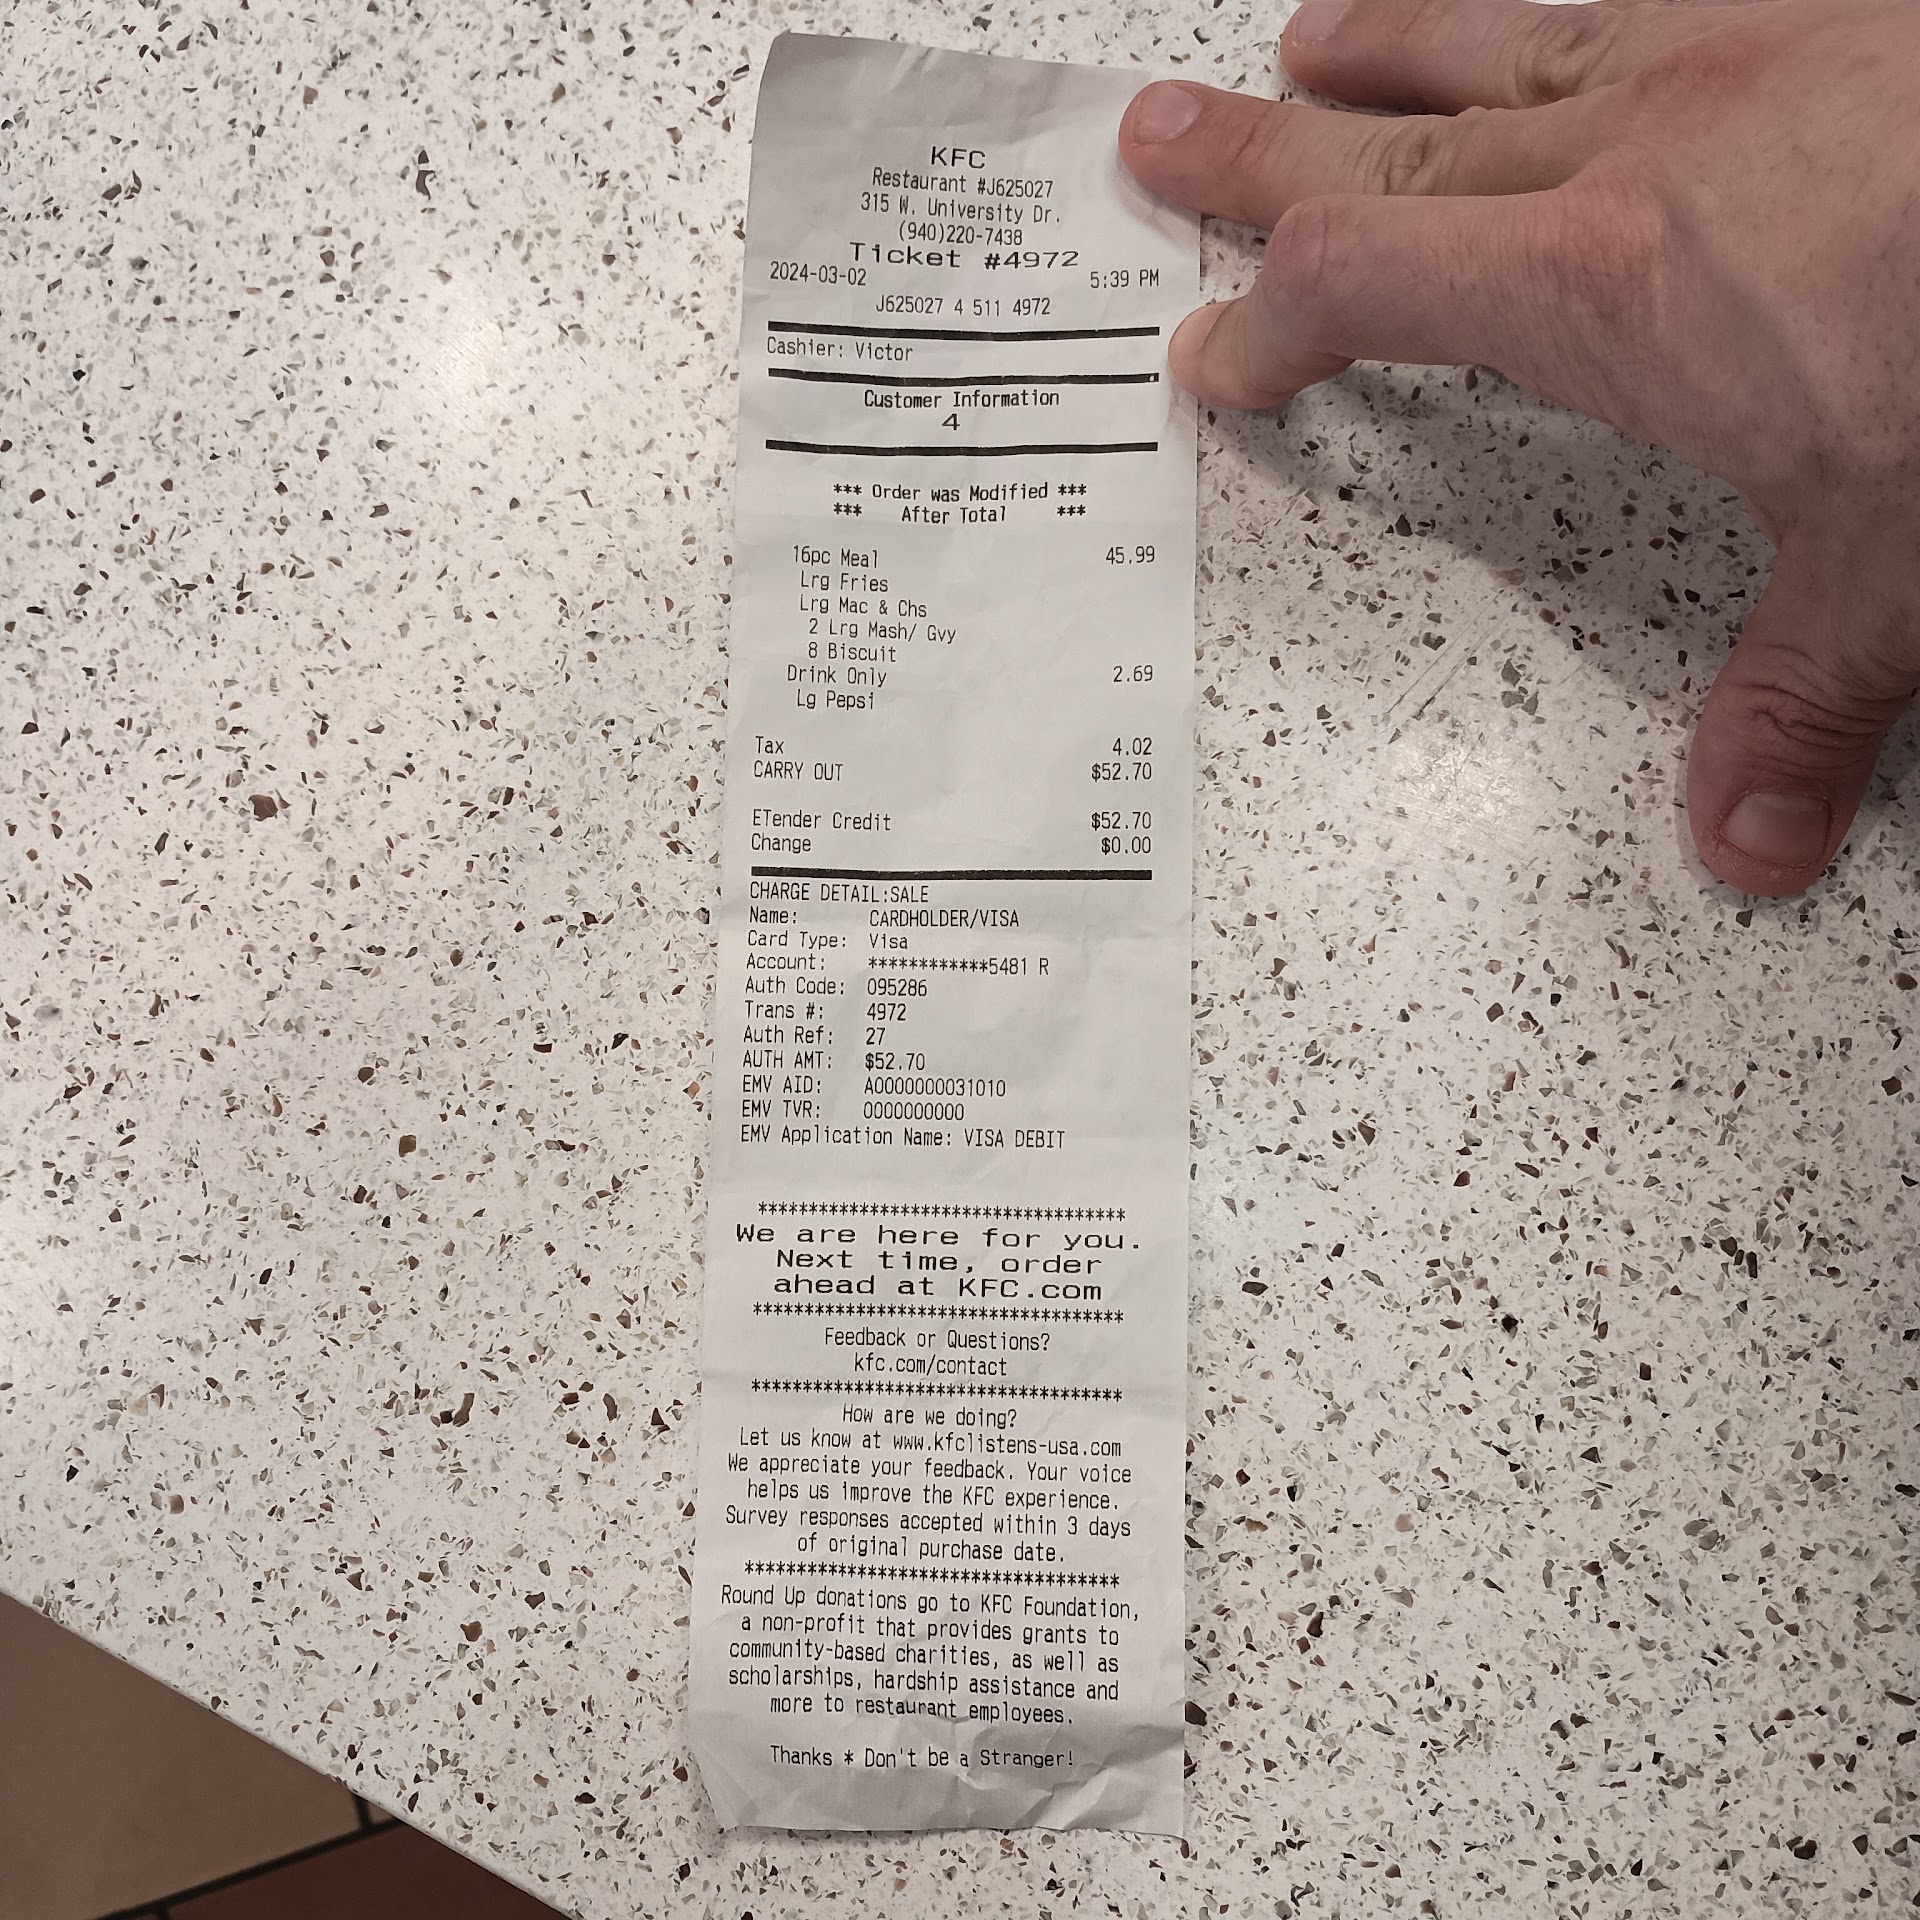 KFC
Restaurant #J625027
315 W. University Dr.
(940)220-7438
Ticket #4972
2024-03-02 5:39 PM
J625027 4 511 4972
Cashier: Victor
Customer Information
4
*** Order was Modified ***
*** After Total ***
16pc Meal 45.99
Lrg Fries
Lrg Mac & Chs
2 Lrg Mash/ Gvy
8 Biscuit
Drink Only 2.69
Lg Pepsi
Tax 4.02
CARRY OUT $52.70
ETender Credit $52.70
Change $0.00
CHARGE DETAIL:SALE
Name: CARDHOLDER/VISA
Card Type: Visa
Account: ************5481 R
Auth Code: 095286
Trans #: 4972
Auth Ref: 27
AUTH AMT: $52.70
EMV AID: A0000000031010
EMV TVR: 0000000000
EMV Application Name: VISA DEBIT
*************************************
We are here for you.
Next time, order
ahead at KFC.com
*************************************
Feedback or Questions?
kfc.com/contact
*************************************
How are we doing?
Let us know at www.kfclistens-usa.com
We appreciate your feedback. Your voice
helps us improve the KFC experience.
Survey responses accepted within 3 days
of original purchase date.
*************************************
Round Up donations go to KFC Foundation,
a non-profit that provides grants to
community-based charities, as well as
scholarships, hardship assistance and
more to restaurant employees.
Thanks * Don't be a Stranger!